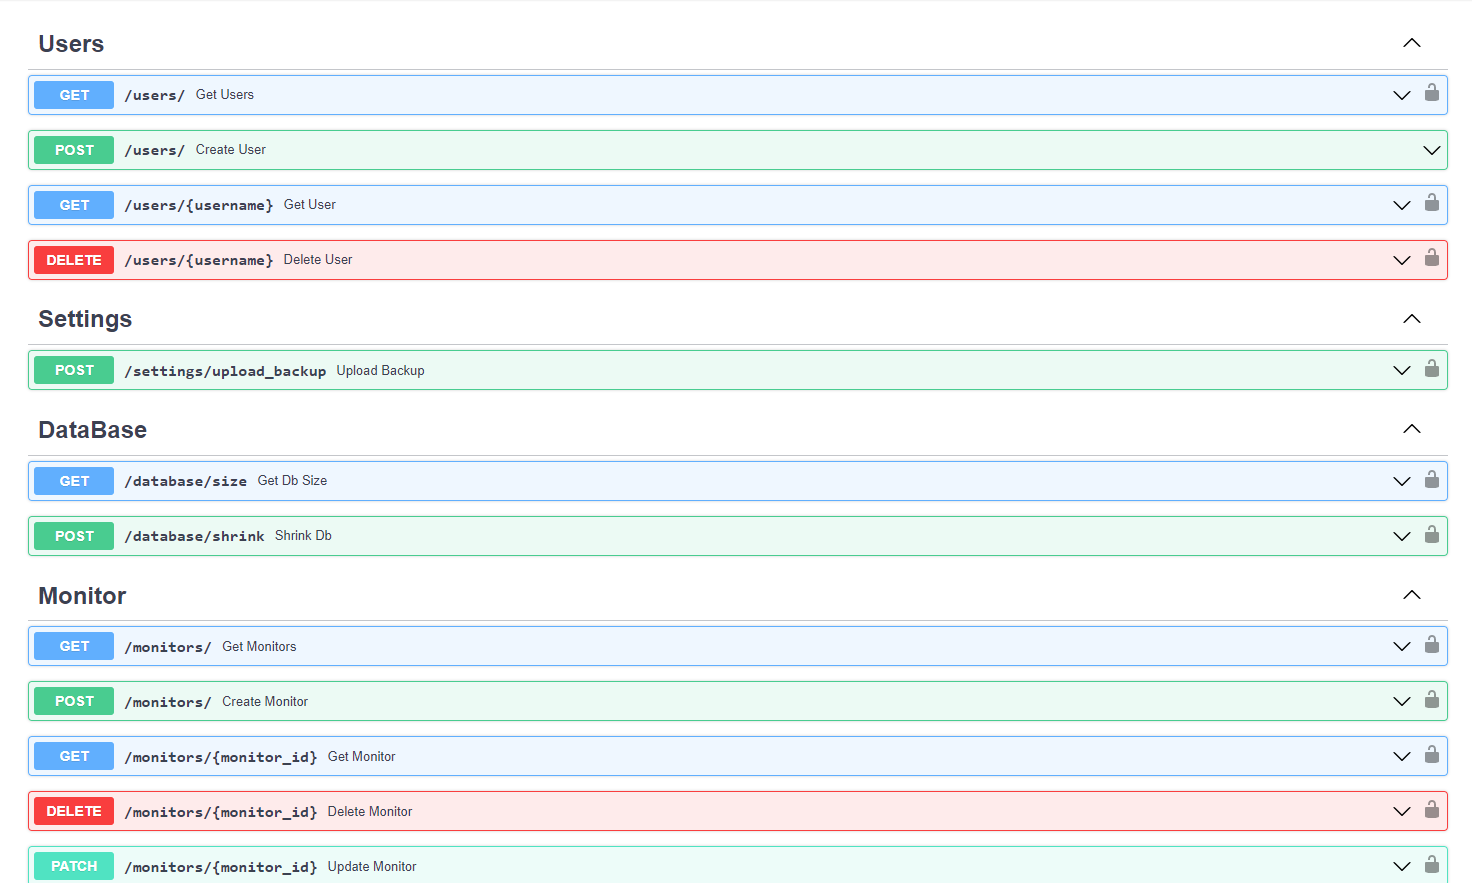 Users
GET /users/ Get Users
POST /users/ Create User
GET /users/{username} Get User
DELETE /users/{username} Delete User
Settings
POST /settings/upload_backup Upload Backup
DataBase
GET /database/size Get Db Size
POST /database/shrink Shrink Db
Monitor
GET /monitors/ Get Monitors
POST /monitors/ Create Monitor
GET /monitors/{monitor_id} Get Monitor
DELETE /monitors/{monitor_id} Delete Monitor
PATCH /monitors/{monitor_id} Update Monitor